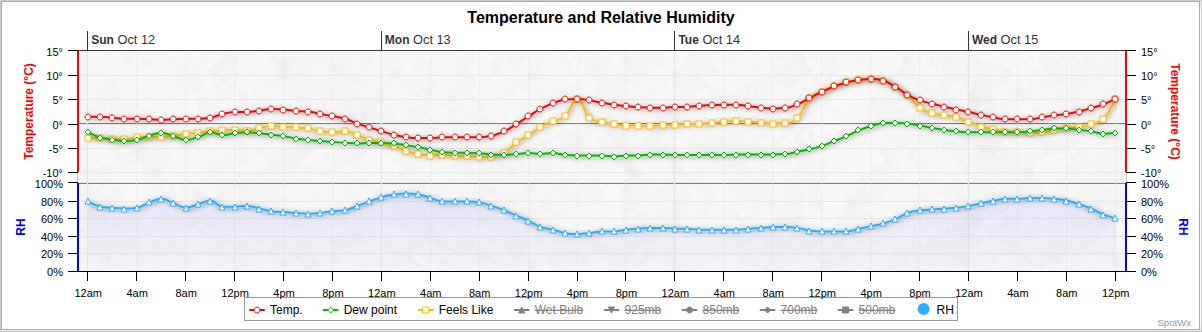 Temperature and Relative Humidity
Sun Oct 12 Mon Oct 13 Tue Oct 14 Wed Oct 15
15° 15°
10° 10°
5° 5°
0° 0°
-5° -5°
-10° -10°
Temperature (°C) Temperature (°C)
100% 100%
80% 80%
60% 60%
40% 40%
20% 20%
0% 0%
RH RH
12am 4am 8am 12pm 4pm 8pm 12am 4am 8am 12pm 4pm 8pm 12am 4am 8am 12pm 4pm 8pm 12am 4am 8am 12pm
Temp. Dew point Feels Like Wet Bulb 925mb 850mb 700mb 500mb RH
SpotWx